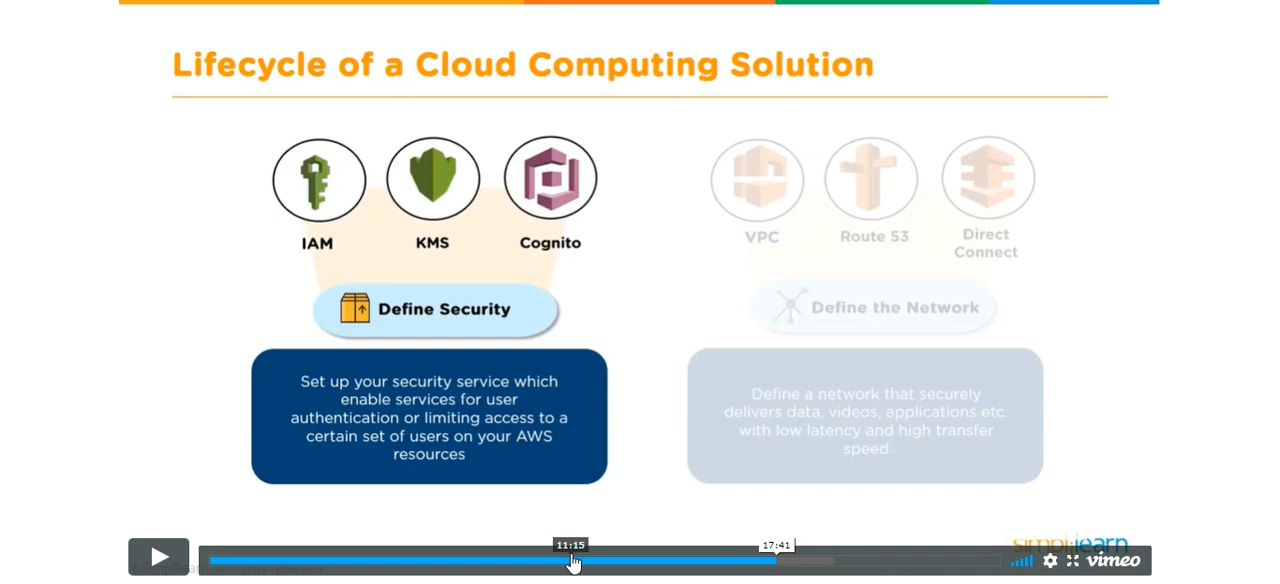 Lifecycle of a Cloud Computing Solution
IAM
KMS
Cognito
VPC
Route 53
Direct
Connect
Define Security
Define the Network
Set up your security service which
enable services for user
authentication or limiting access to a
certain set of users on your AWS
resources
Define a network that securely
delivers data, videos, applications etc.
with low latency and high transfer
speed
11:15
17:41
simplilearn
vimeo